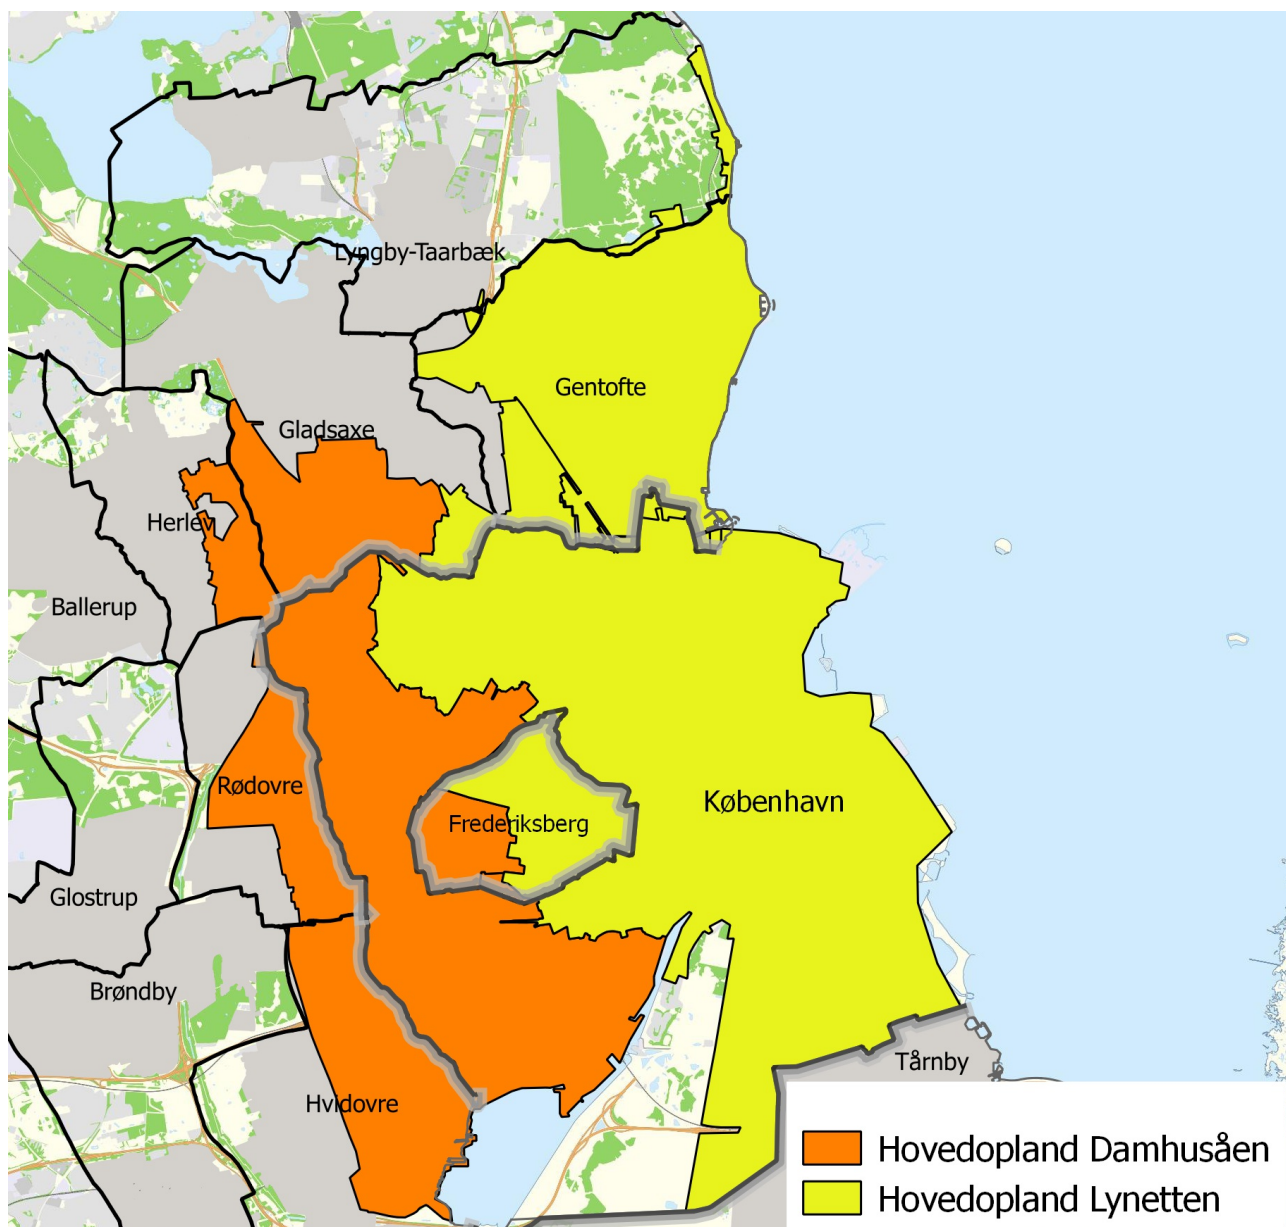 Lyngby-Taarbæk
Gentofte
Gladsaxe
Herlev
Ballerup
Rødovre
København
Frederiksberg
Glostrup
Brøndby
Tårnby
Hvidovre
Hovedopland Damhusåen
Hovedopland Lynetten